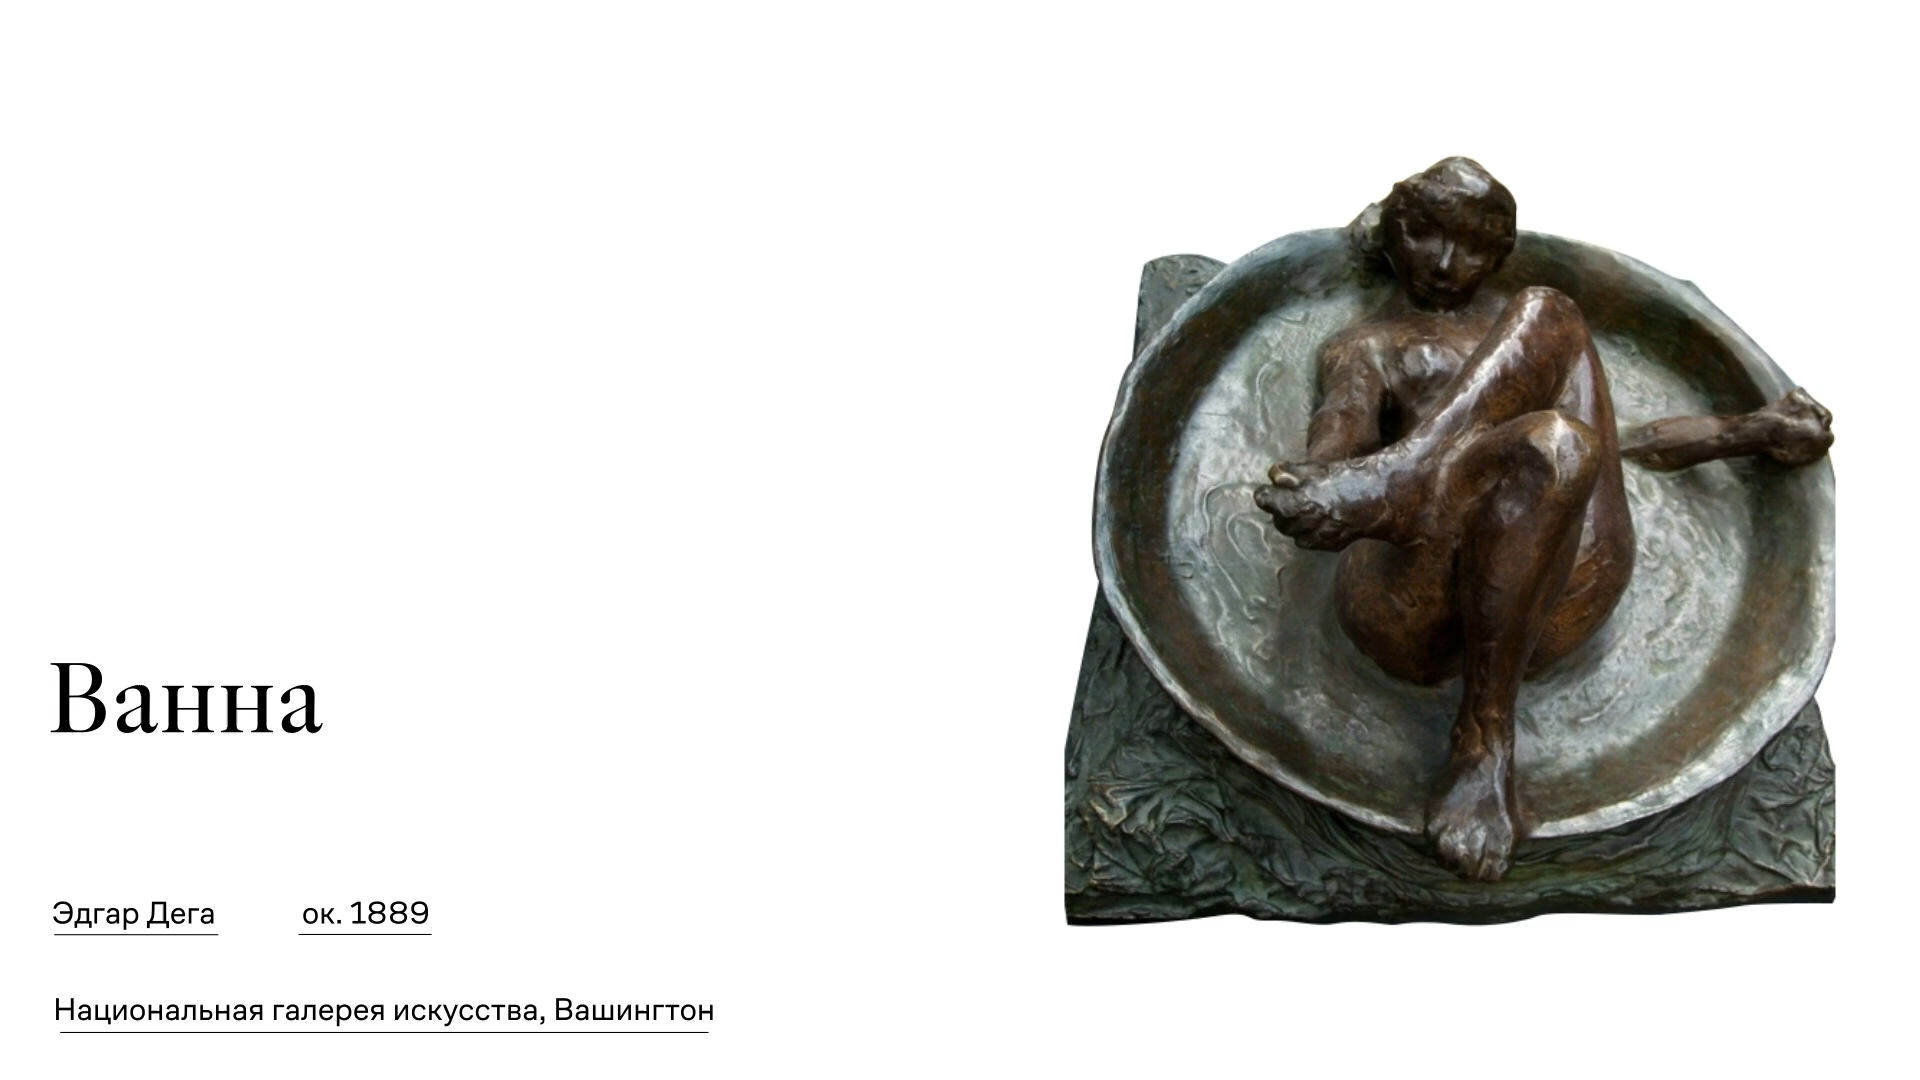 Ванна
Эдгар Дега
ок. 1889
Национальная галерея искусства, Вашингтон